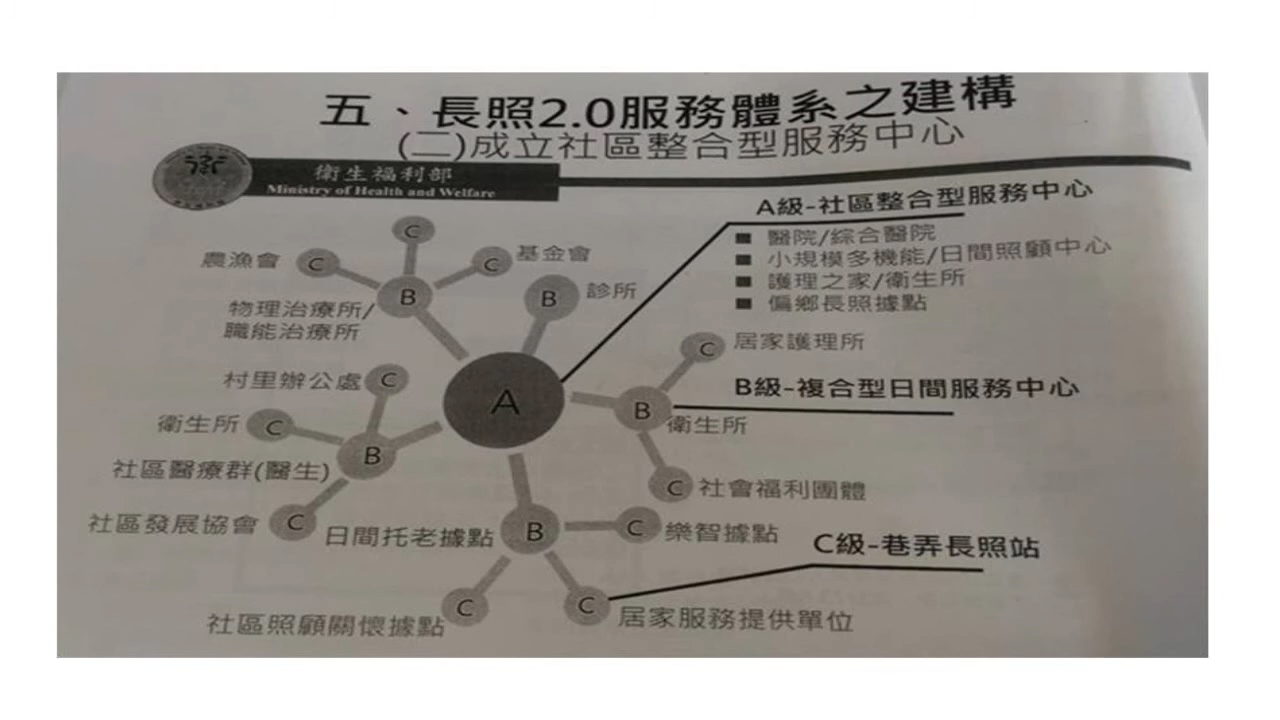 五、長照2.0服務體系之建構
(二)成立社區整合型服務中心
衛生福利部
Ministry of Health and Welfare
A級-社區整合型服務中心
■ 醫院/綜合醫院
■ 小規模多機能/日間照顧中心
■ 護理之家/衛生所
■ 偏鄉長照據點
C
農漁會
C
C
基金會
B
B
診所
物理治療所/
職能治療所
C
居家護理所
村里辦公處
C
A
B級-複合型日間服務中心
B
衛生所
衛生所
C
B
社區醫療群(醫生)
C
社會福利團體
社區發展協會
C
日間托老據點
B
C
樂智據點
C級-巷弄長照站
C
C
社區照顧關懷據點
居家服務提供單位